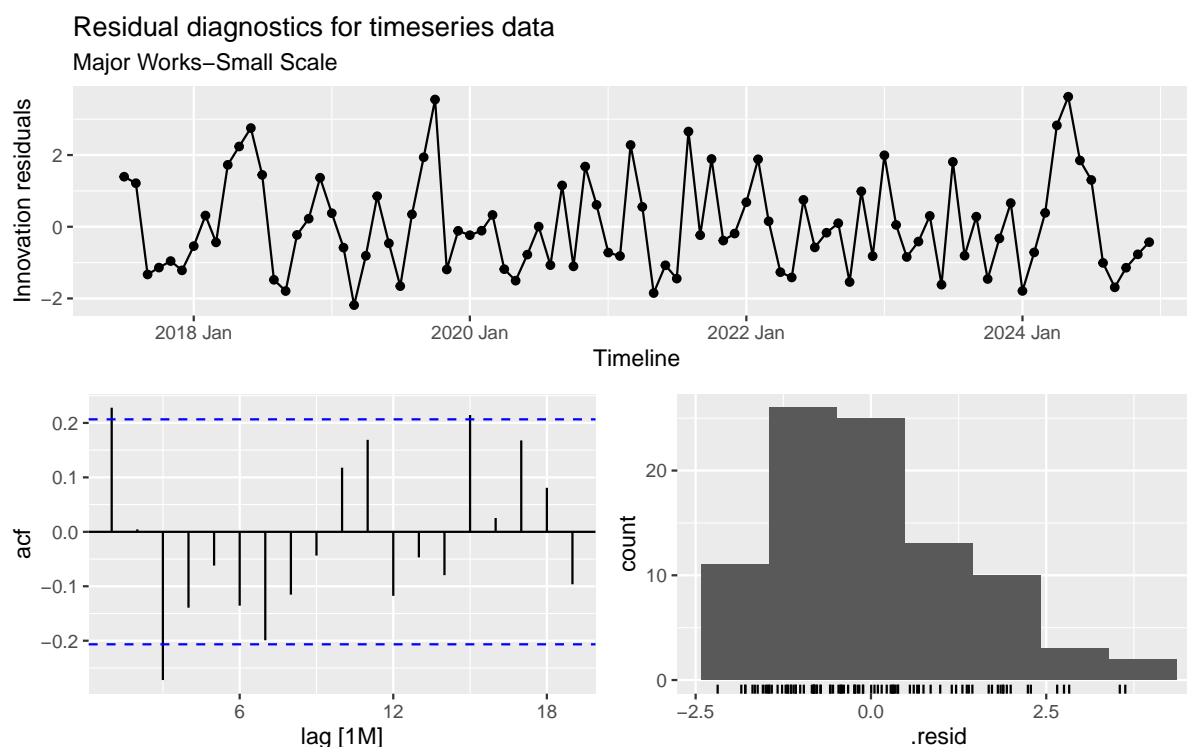 Residual diagnostics for timeseries data
Major Works−Small Scale
Innovation residuals
2
0
−2
2018 Jan
2020 Jan
2022 Jan
2024 Jan
Timeline
acf
0.2
0.1
0.0
−0.1
−0.2
6
12
18
lag [1M]
count
20
10
0
−2.5
0.0
2.5
.resid